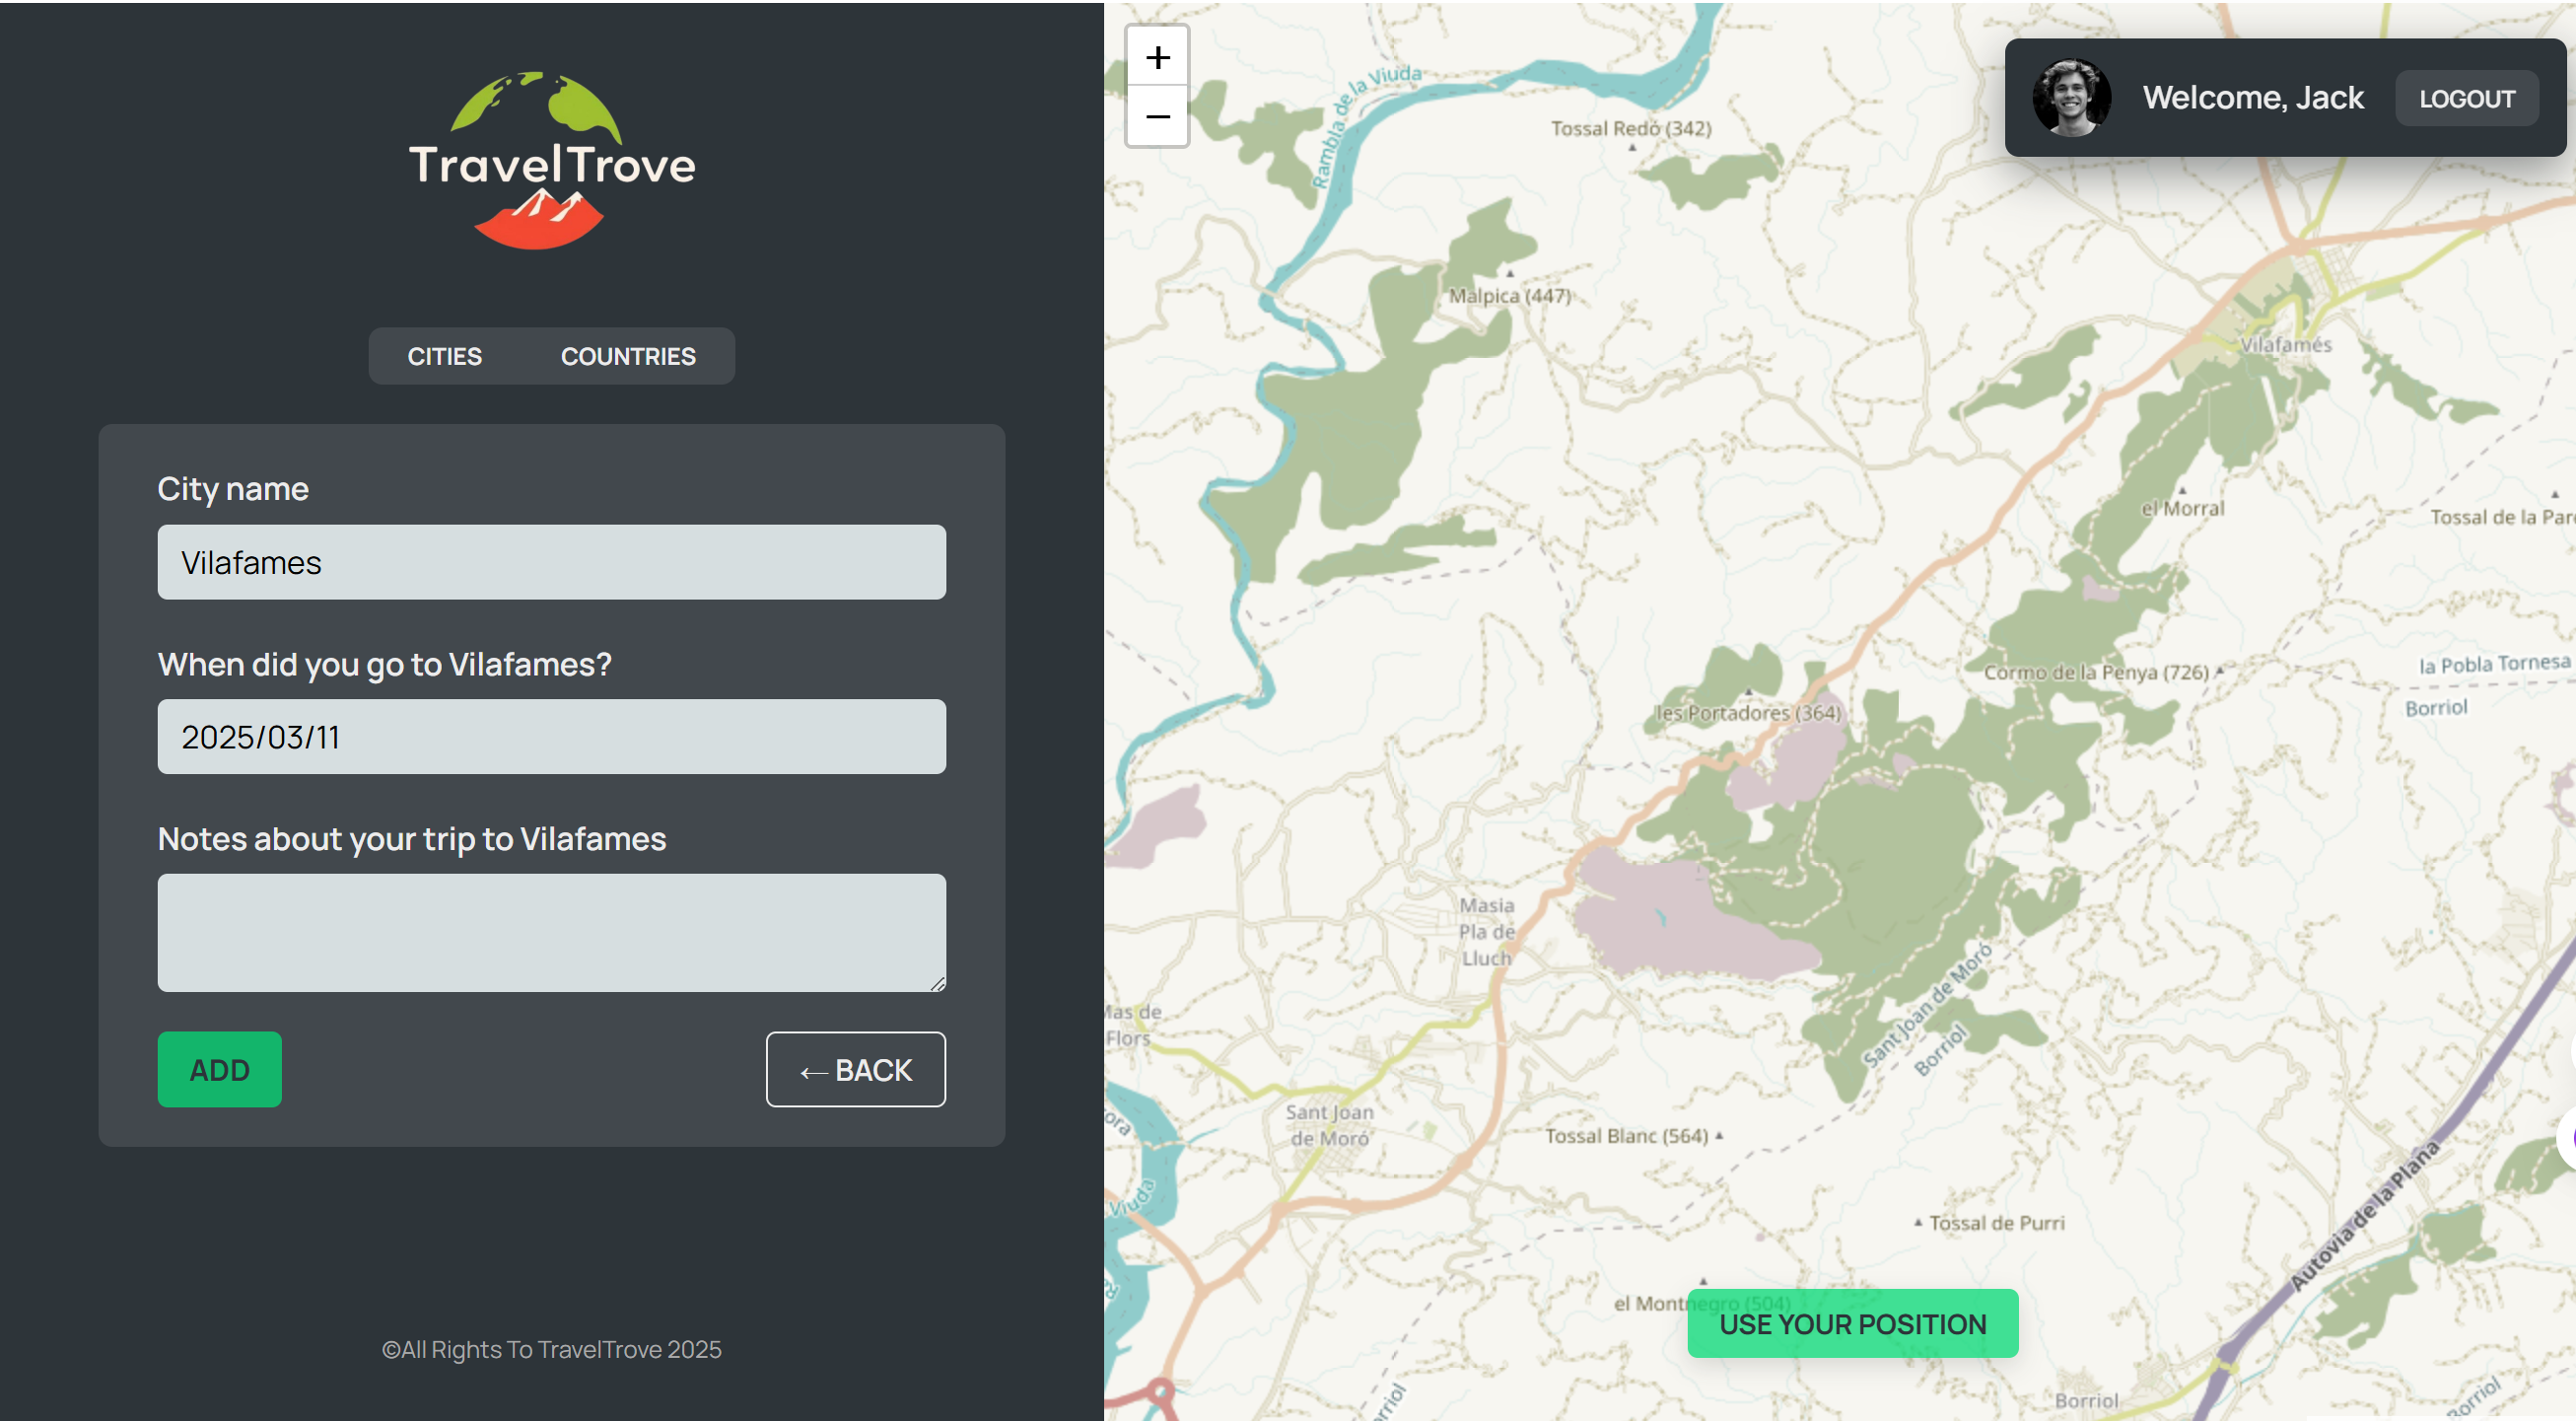 TravelTrove
CITIES
COUNTRIES
City name
Vilafames
When did you go to Vilafames?
2025/03/11
Notes about your trip to Vilafames
ADD
←BACK
©All Rights To TravelTrove 2025
+
−
Welcome, Jack
LOGOUT
Rambla de la Viuda
Tossal Redó (342)
Malpica (447)
Vilafamés
el Morral
Tossal de la Par
Cormo de la Penya (726)
la Pobla Tornesa
Borriol
les Portadores (364)
Masia
Pla de
Lluch
Mas de
Flors
Sant Joan de Moró
Borriol
Sant Joan
de Moró
Tossal Blanc (564)
Viuda
Tossal de Purri
Autovia de la Plana
el Montnegro (504)
USE YOUR POSITION
Borriol
Borriol